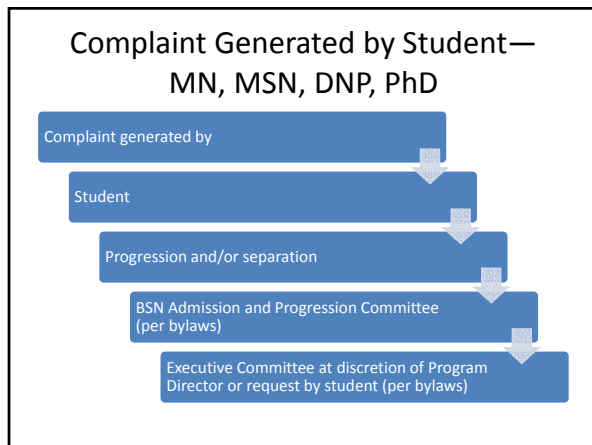 Complaint Generated by Student—
MN, MSN, DNP, PhD
Complaint generated by
Student
Progression and/or separation
BSN Admission and Progression Committee
(per bylaws)
Executive Committee at discretion of Program
Director or request by student (per bylaws)